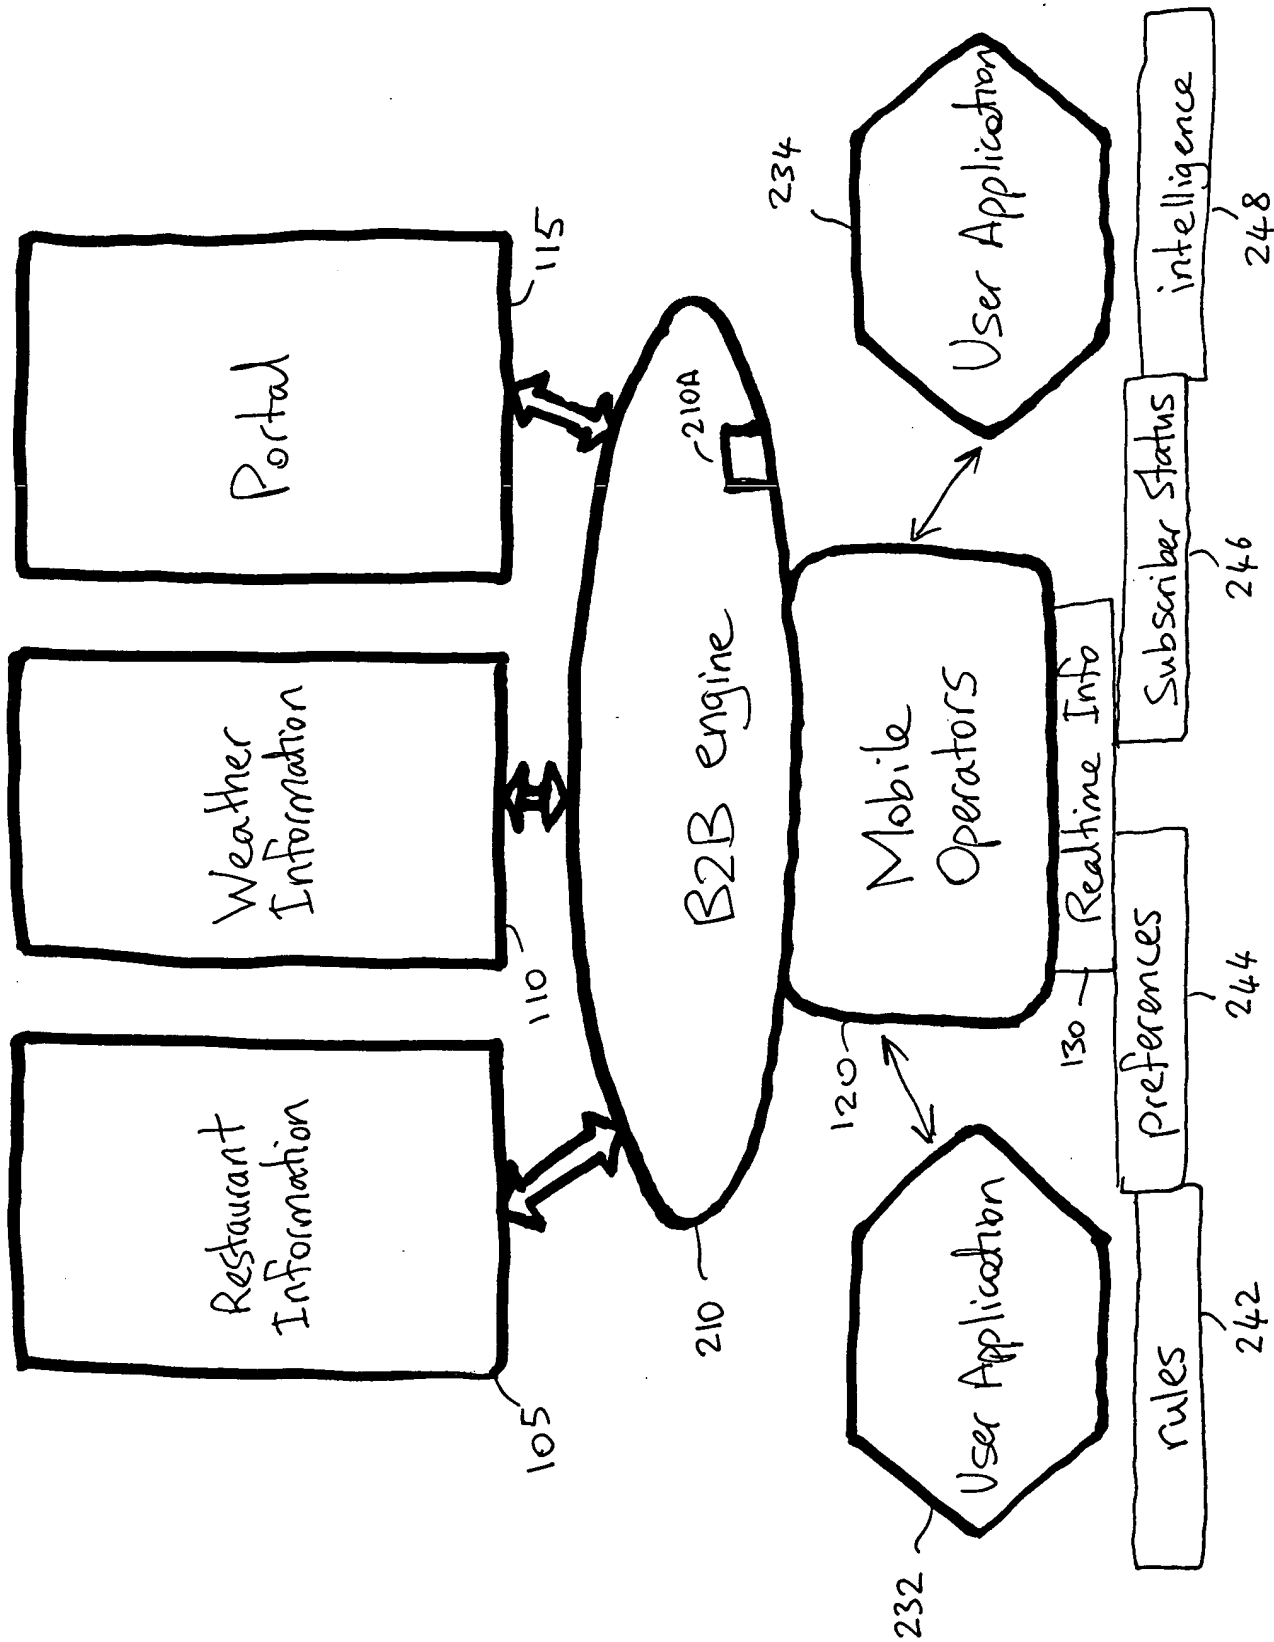 Restaurant
Information
105
Weather
Information
110
Portal
115
B2B engine
210
210A
Mobile
Operators
120
User Application
232
User Application
234
Realtime Info
130
rules
242
preferences
244
Subscriber Status
246
intelligence
248